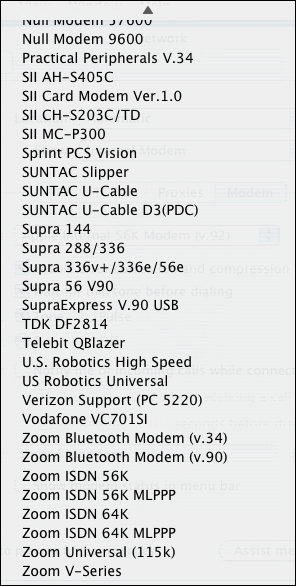 Null Modem 57600
Null Modem 9600
Practical Peripherals V.34
SII AH-S405C
SII Card Modem Ver.1.0
SII CH-S203C/TD
SII MC-P300
Sprint PCS Vision
SUNTAC Slipper
SUNTAC U-Cable
SUNTAC U-Cable D3(PDC)
Supra 144
Supra 288/336
Supra 336v+/336e/56e
Supra 56 V90
SupraExpress V.90 USB
TDK DF2814
Telebit QBlazer
U.S. Robotics High Speed
US Robotics Universal
Verizon Support (PC 5220)
Vodafone VC701SI
Zoom Bluetooth Modem (v.34)
Zoom Bluetooth Modem (v.90)
Zoom ISDN 56K
Zoom ISDN 56K MLPPP
Zoom ISDN 64K
Zoom ISDN 64K MLPPP
Zoom Universal (115k)
Zoom V-Series